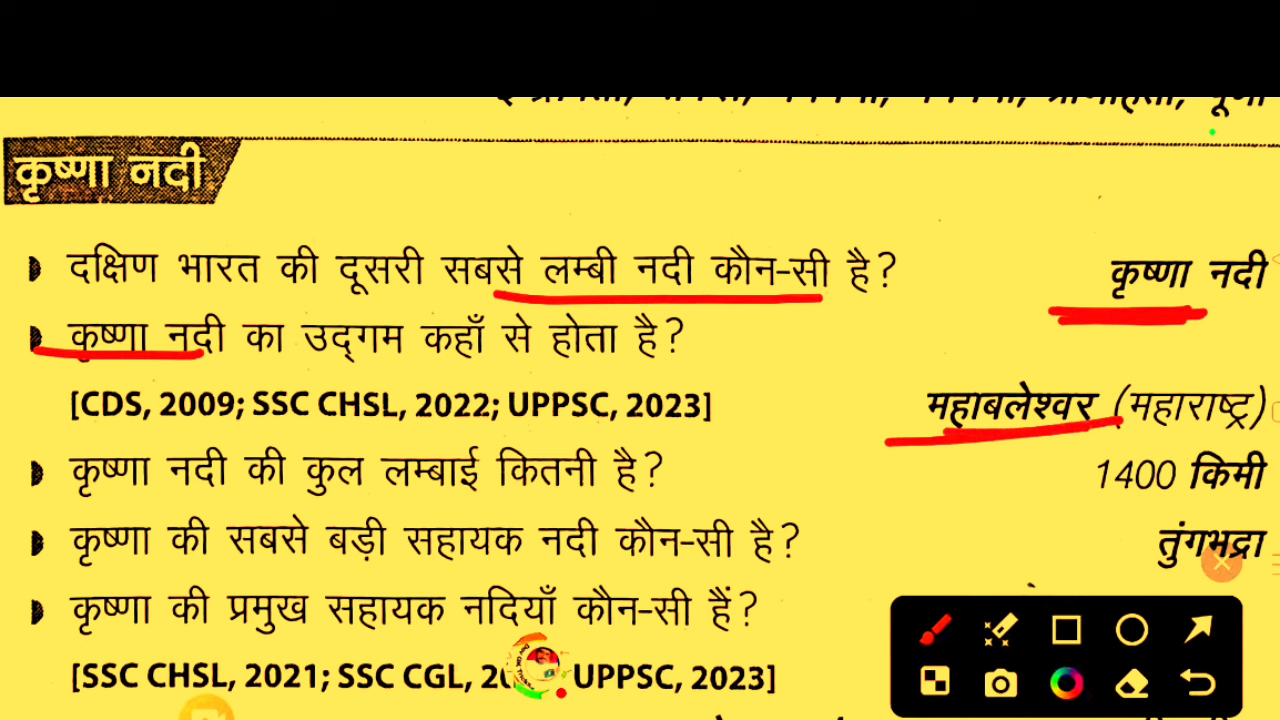 कृष्णा नदी
दक्षिण भारत की दूसरी सबसे लम्बी नदी कौन-सी है? कृष्णा नदी
कृष्णा नदी का उद्गम कहाँ से होता है?
[CDS, 2009; SSC CHSL, 2022; UPPSC, 2023] महाबलेश्वर (महाराष्ट्र)
कृष्णा नदी की कुल लम्बाई कितनी है? 1400 किमी
कृष्णा की सबसे बड़ी सहायक नदी कौन-सी है? तुंगभद्रा
कृष्णा की प्रमुख सहायक नदियाँ कौन-सी हैं?
[SSC CHSL, 2021; SSC CGL, UPPSC, 2023]